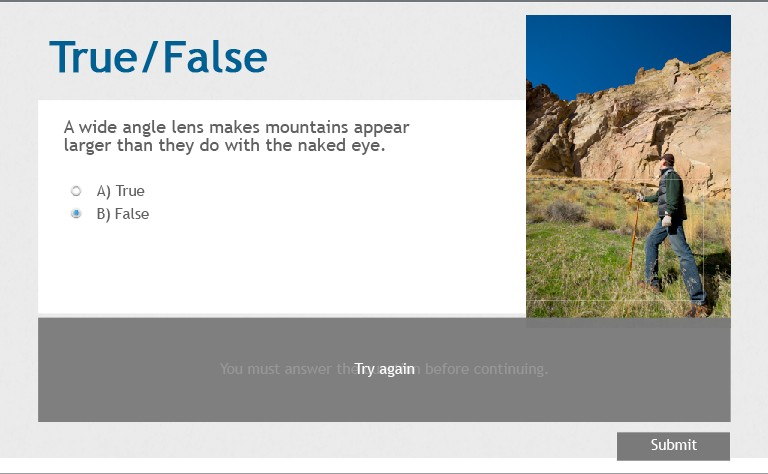 True/False
A wide angle lens makes mountains appear
larger than they do with the naked eye.
A) True
B) False
You must answer the before continuing.
Try again
Submit